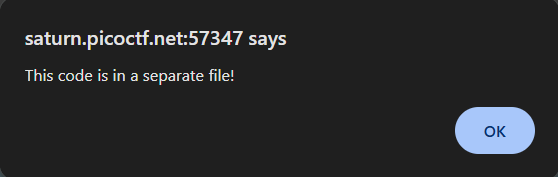 saturn.picoctf.net:57347 says
This code is in a separate file!
OK